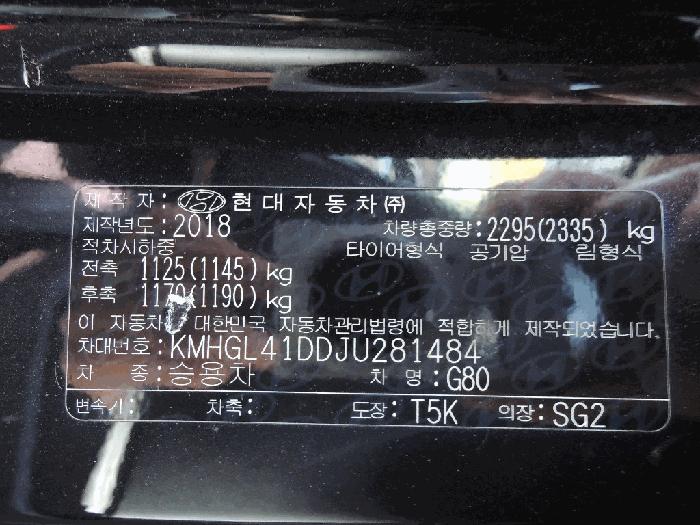 제 작 자 : 현 대 자 동 차 ㈜
제작년도 : 2018 차량총중량 : 2295(2335) kg
적차시하중 타이어형식 공기압 림형식
전축 1125(1145) kg
후축 1170(1190) kg
이 자동차는 대한민국 자동차관리법령에 적합하게 제작되었습니다.
차대번호 : KMHGL41DDJU281484
차 종 : 승용차 차 명 : G80
변속기 : 차축 : 도장 : T5K 의장 : SG2